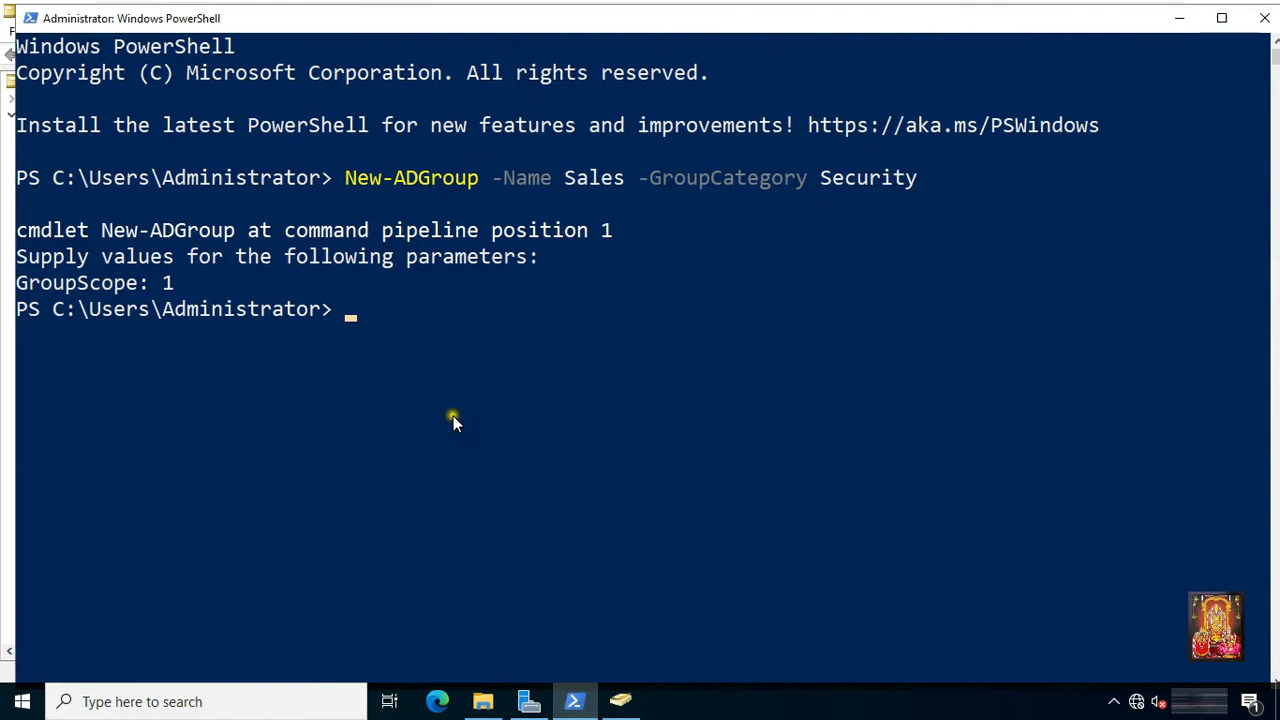 Administrator: Windows PowerShell
Windows PowerShell
Copyright (C) Microsoft Corporation. All rights reserved.
Install the latest PowerShell for new features and improvements! https://aka.ms/PSWindows
PS C:\Users\Administrator> New-ADGroup -Name Sales -GroupCategory Security
cmdlet New-ADGroup at command pipeline position 1
Supply values for the following parameters:
GroupScope: 1
PS C:\Users\Administrator>
Type here to search
1